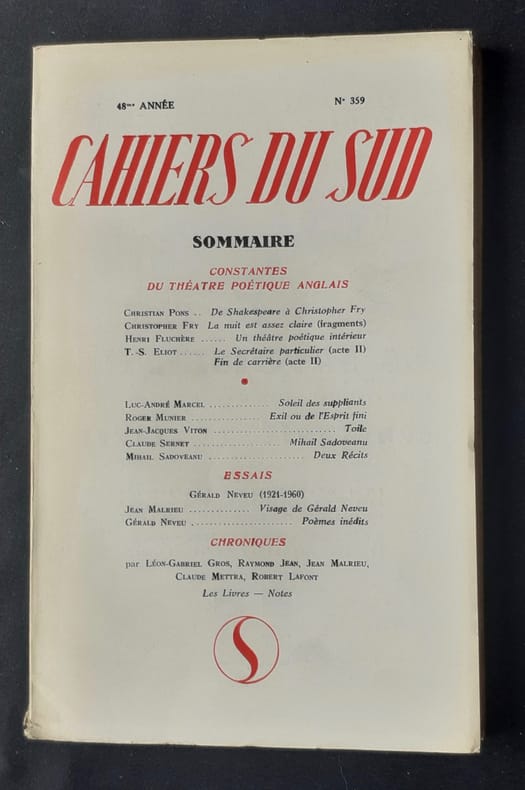 48me ANNÉE
N° 359
CAHIERS DU SUD
SOMMAIRE
CONSTANTES
DU THÉATRE POÉTIQUE ANGLAIS
CHRISTIAN PONS .. De Shakespeare à Christopher Fry
CHRISTOPHER FRY La nuit est assez claire (fragments)
HENRI FLUCHÈRE ...... Un théâtre poétique intérieur
T.-S. ELIOT ...... Le Secrétaire particulier (acte II)
Fin de carrière (acte II)
LUC-ANDRÉ MARCEL ............. Soleil des suppliants
ROGER MUNIER ............... Exil ou de l'Esprit fini
JEAN-JACQUES VITON ........................... Toile
CLAUDE SERNET ................... Mihail Sadoveanu
MIHAIL SADOVEANU ..................... Deux Récits
ESSAIS
GÉRALD NEVEU (1921-1960)
JEAN MALRIEU ............. Visage de Gérald Neveu
GÉRALD NEVEU ...................... Poèmes inédits
CHRONIQUES
par LÉON-GABRIEL GROS, RAYMOND JEAN, JEAN MALRIEU,
CLAUDE METTRA, ROBERT LAFONT
Les Livres — Notes
S